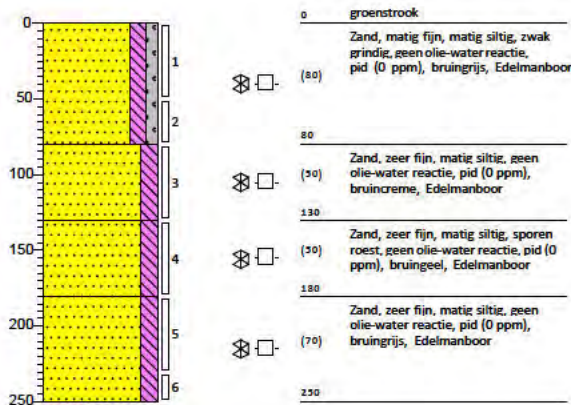 0
50
100
150
200
250
1
2
3
4
5
6
0 groenstrook
Zand, matig fijn, matig siltig, zwak
grindig, geen olie-water reactie,
(80) pid (0 ppm), bruingrijs, Edelmanboor
80
Zand, zeer fijn, matig siltig, geen
(50) olie-water reactie, pid (0 ppm),
bruincreme, Edelmanboor
130
Zand, zeer fijn, matig siltig, sporen
(50) roest, geen olie-water reactie, pid (0
ppm), bruingeel, Edelmanboor
180
Zand, zeer fijn, matig siltig, geen
olie-water reactie, pid (0 ppm),
(70) bruingrijs, Edelmanboor
250